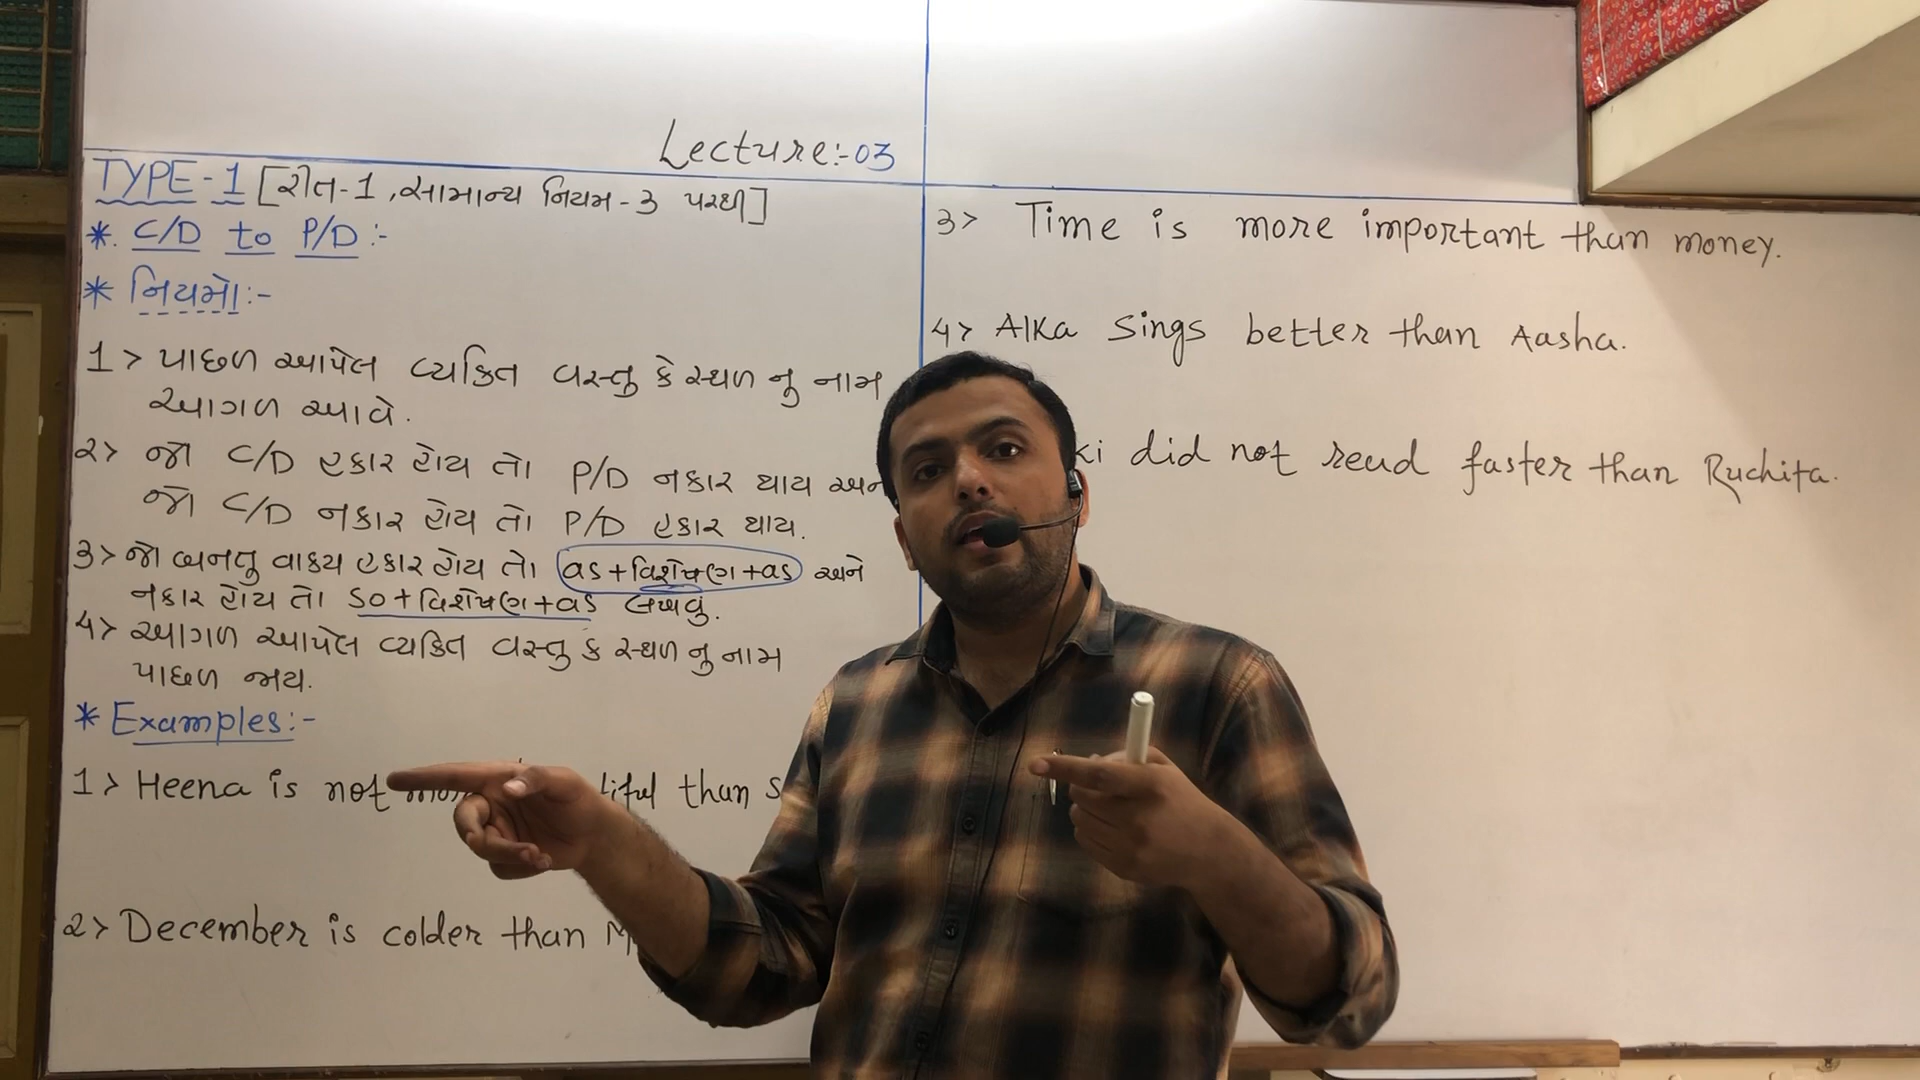 Lecture:-03
TYPE-1 [રીત-1, સામાન્ય નિયમ-3 પરથી]
*. C/D to P/D:-
* નિયમો:-
1> પાછળ આપેલ વ્યકિત વસ્તુ કે સ્થળ નુ નામ
આગળ આવે.
2> જો C/D હકાર હોય તો P/D નકાર થાય અને
જો C/D નકાર હોય તો P/D હકાર થાય.
3> જો બનતુ વાકય હકાર હોય તો as+વિશેષણ+as અને
નકાર હોય તો so+વિશેષણ+as લખવું.
4> આગળ આપેલ વ્યકિત વસ્તુ કે સ્થળ નુ નામ
પાછળ જાય.
* Examples:-
1> Heena is not than
2> December is colder than
3> Time is more important than money.
4> Alka Sings better than Aasha.
did not read faster than Ruchita.